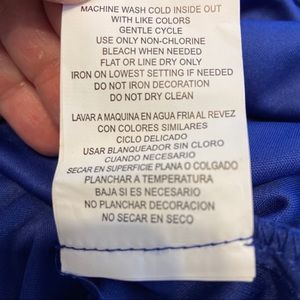 MACHINE WASH COLD INSIDE OUT
WITH LIKE COLORS
GENTLE CYCLE
USE ONLY NON-CHLORINE
BLEACH WHEN NEEDED
FLAT OR LINE DRY ONLY
IRON ON LOWEST SETTING IF NEEDED
DO NOT IRON DECORATION
DO NOT DRY CLEAN
LAVAR A MAQUINA EN AGUA FRIA AL REVEZ
CON COLORES SIMILARES
CICLO DELICADO
USAR BLANQUEADOR SIN CLORO
CUANDO NECESARIO
SECAR EN SUPERFICIE PLANA O COLGADO
PLANCHAR A TEMPERATURA
BAJA SI ES NECESARIO
NO PLANCHAR DECORACION
NO SECAR EN SECO